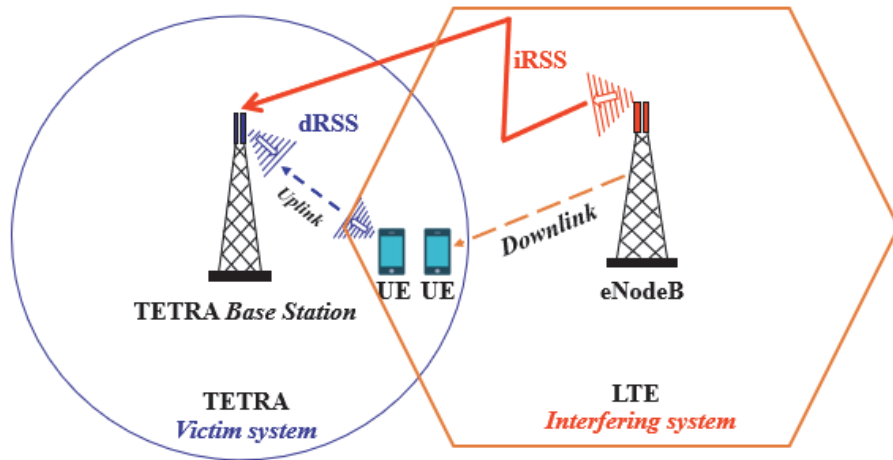 iRSS
dRSS
Uplink
Downlink
UE UE
TETRA Base Station
eNodeB
TETRA
Victim system
LTE
Interfering system